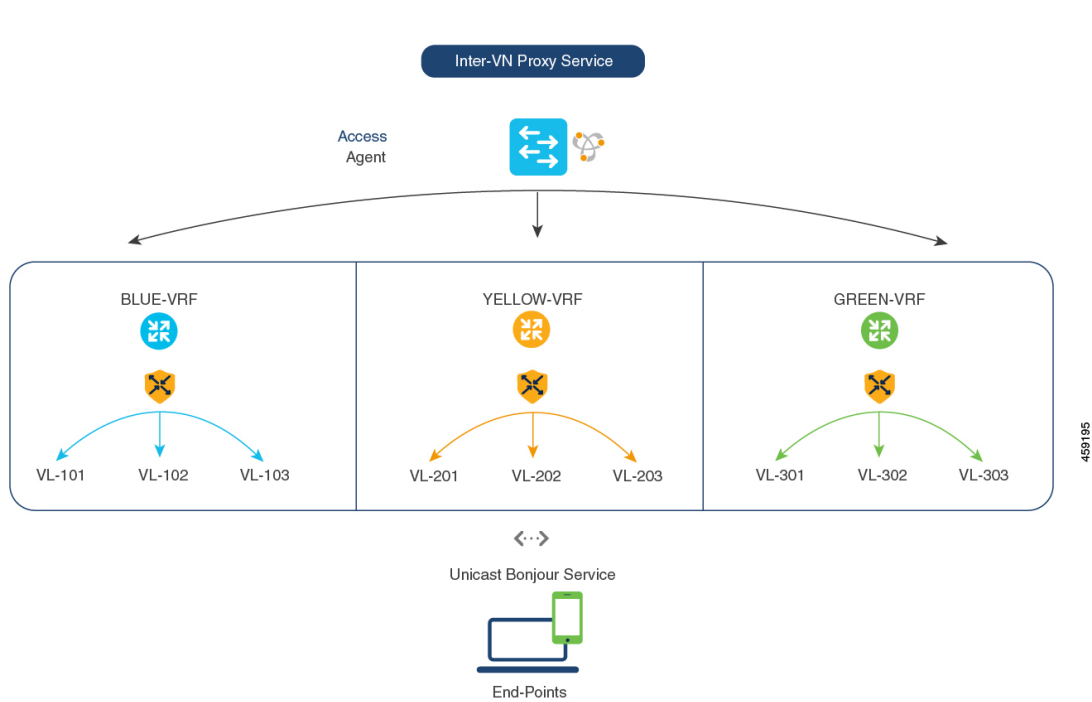 Inter-VN Proxy Service
Access
Agent
BLUE-VRF
YELLOW-VRF
GREEN-VRF
VL-101
VL-102
VL-103
VL-201
VL-202
VL-203
VL-301
VL-302
VL-303
459195
Unicast Bonjour Service
End-Points